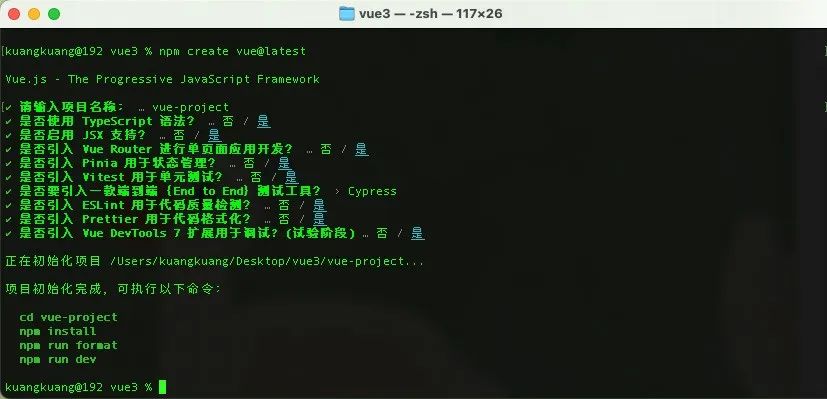 vue3 — -zsh — 117×26
[kuangkuang@192 vue3 % npm create vue@latest
Vue.js - The Progressive JavaScript Framework
[✔ 请输入项目名称： … vue-project
✔ 是否使用 TypeScript 语法？ … 否 / 是
✔ 是否启用 JSX 支持？ … 否 / 是
✔ 是否引入 Vue Router 进行单页面应用开发？ … 否 / 是
✔ 是否引入 Pinia 用于状态管理？ … 否 / 是
✔ 是否引入 Vitest 用于单元测试？ … 否 / 是
✔ 是否要引入一款端到端（End to End）测试工具？ › Cypress
✔ 是否引入 ESLint 用于代码质量检测？ … 否 / 是
✔ 是否引入 Prettier 用于代码格式化？ … 否 / 是
✔ 是否引入 Vue DevTools 7 扩展用于调试？(试验阶段) … 否 / 是
正在初始化项目 /Users/kuangkuang/Desktop/vue3/vue-project...
项目初始化完成，可执行以下命令：
cd vue-project
npm install
npm run format
npm run dev
kuangkuang@192 vue3 %